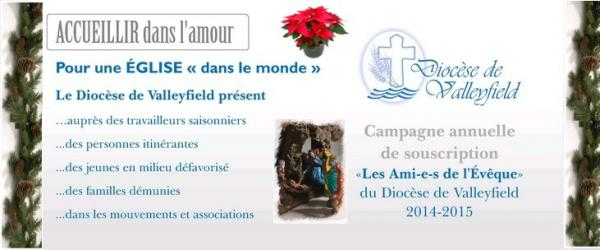 ACCUEILLIR dans l'amour
Pour une ÉGLISE « dans le monde »
Le Diocèse de Valleyfield présent
...auprès des travailleurs saisonniers
...des personnes itinérantes
...des jeunes en milieu défavorisé
...des familles démunies
...dans les mouvements et associations
Diocèse de
Valleyfield
Campagne annuelle
de souscription
«Les Ami-e-s de l'Évêque»
du Diocèse de Valleyfield
2014-2015